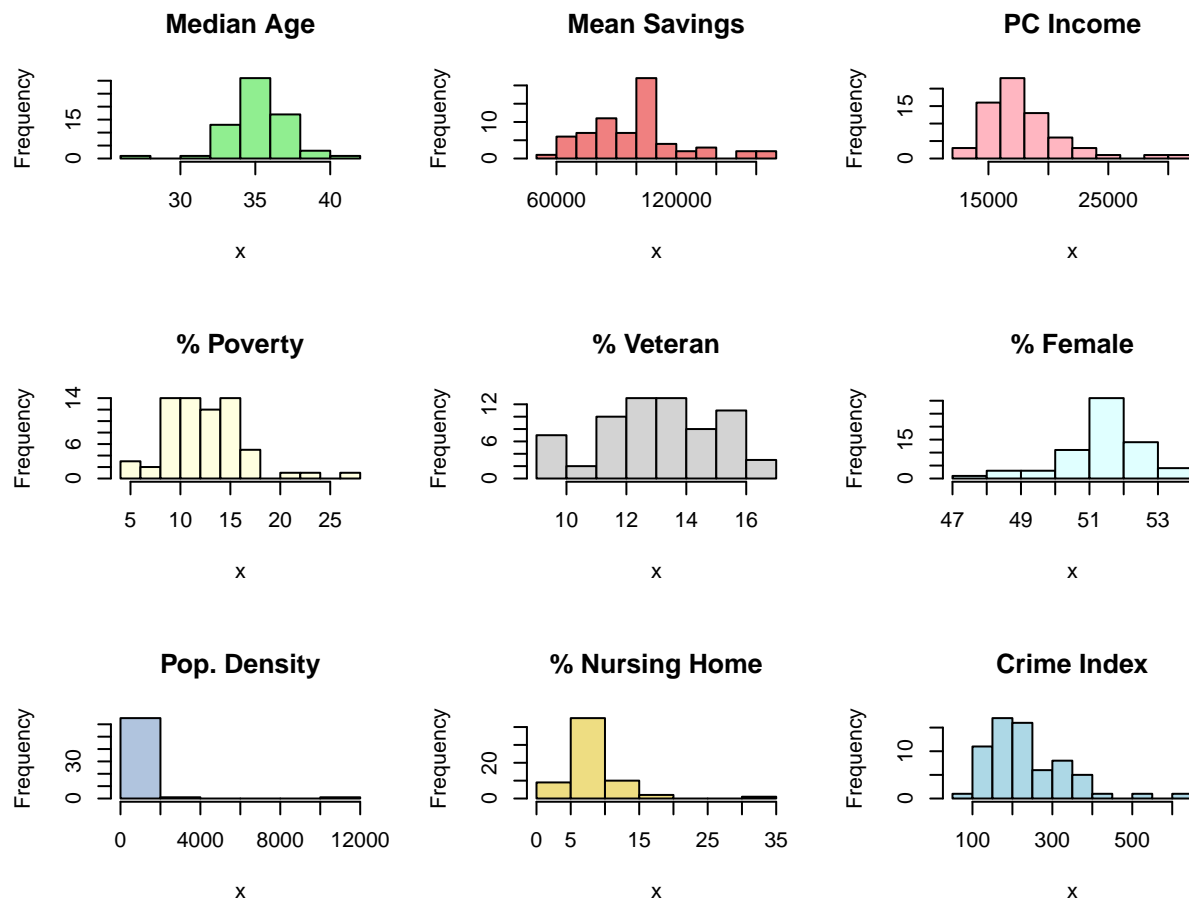 Median Age
Frequency
0 15
30 35 40
x
Mean Savings
Frequency
0 10
60000 120000
x
PC Income
Frequency
0 15
15000 25000
x
% Poverty
Frequency
0 6 14
5 10 15 20 25
x
% Veteran
Frequency
0 6 12
10 12 14 16
x
% Female
Frequency
0 15
47 49 51 53
x
Pop. Density
Frequency
0 30
0 4000 8000 12000
x
% Nursing Home
Frequency
0 20
0 5 15 25 35
x
Crime Index
Frequency
0 10
100 300 500
x